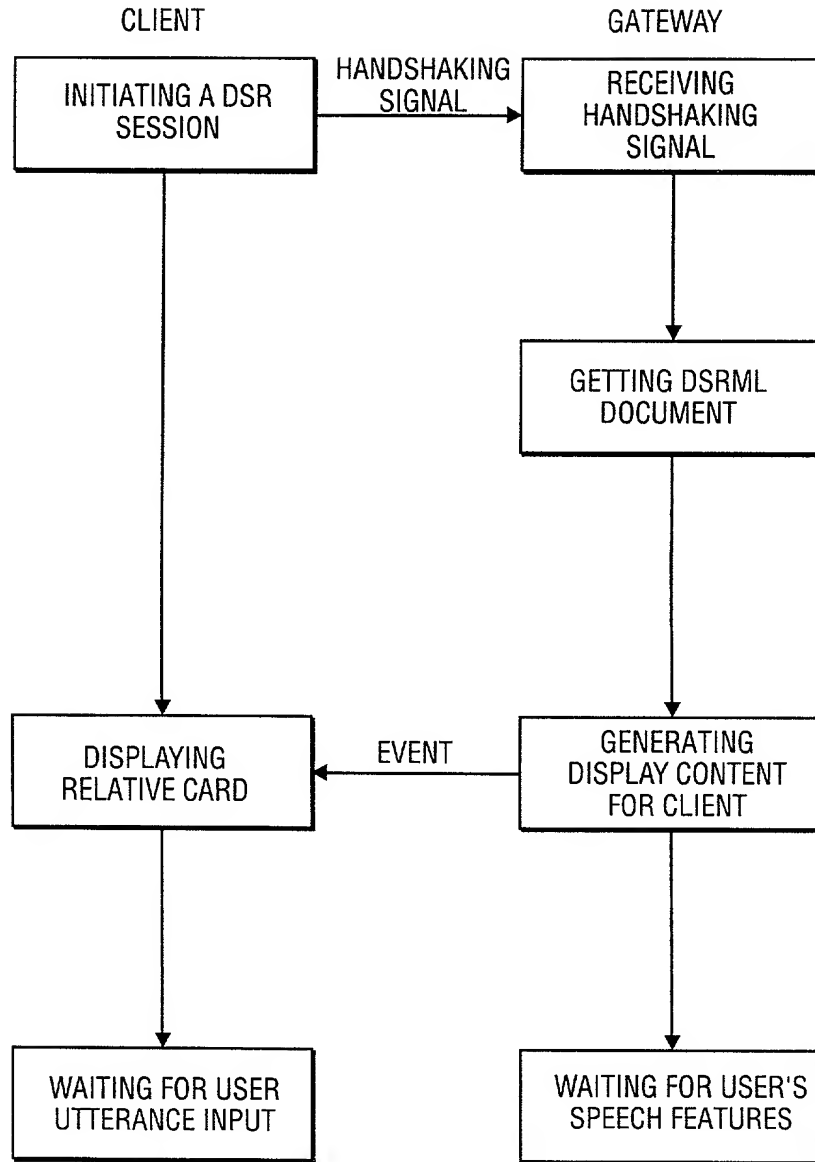 CLIENT
GATEWAY
INITIATING A DSR
SESSION
HANDSHAKING
SIGNAL
RECEIVING
HANDSHAKING
SIGNAL
GETTING DSRML
DOCUMENT
DISPLAYING
RELATIVE CARD
EVENT
GENERATING
DISPLAY CONTENT
FOR CLIENT
WAITING FOR USER
UTTERANCE INPUT
WAITING FOR USER'S
SPEECH FEATURES